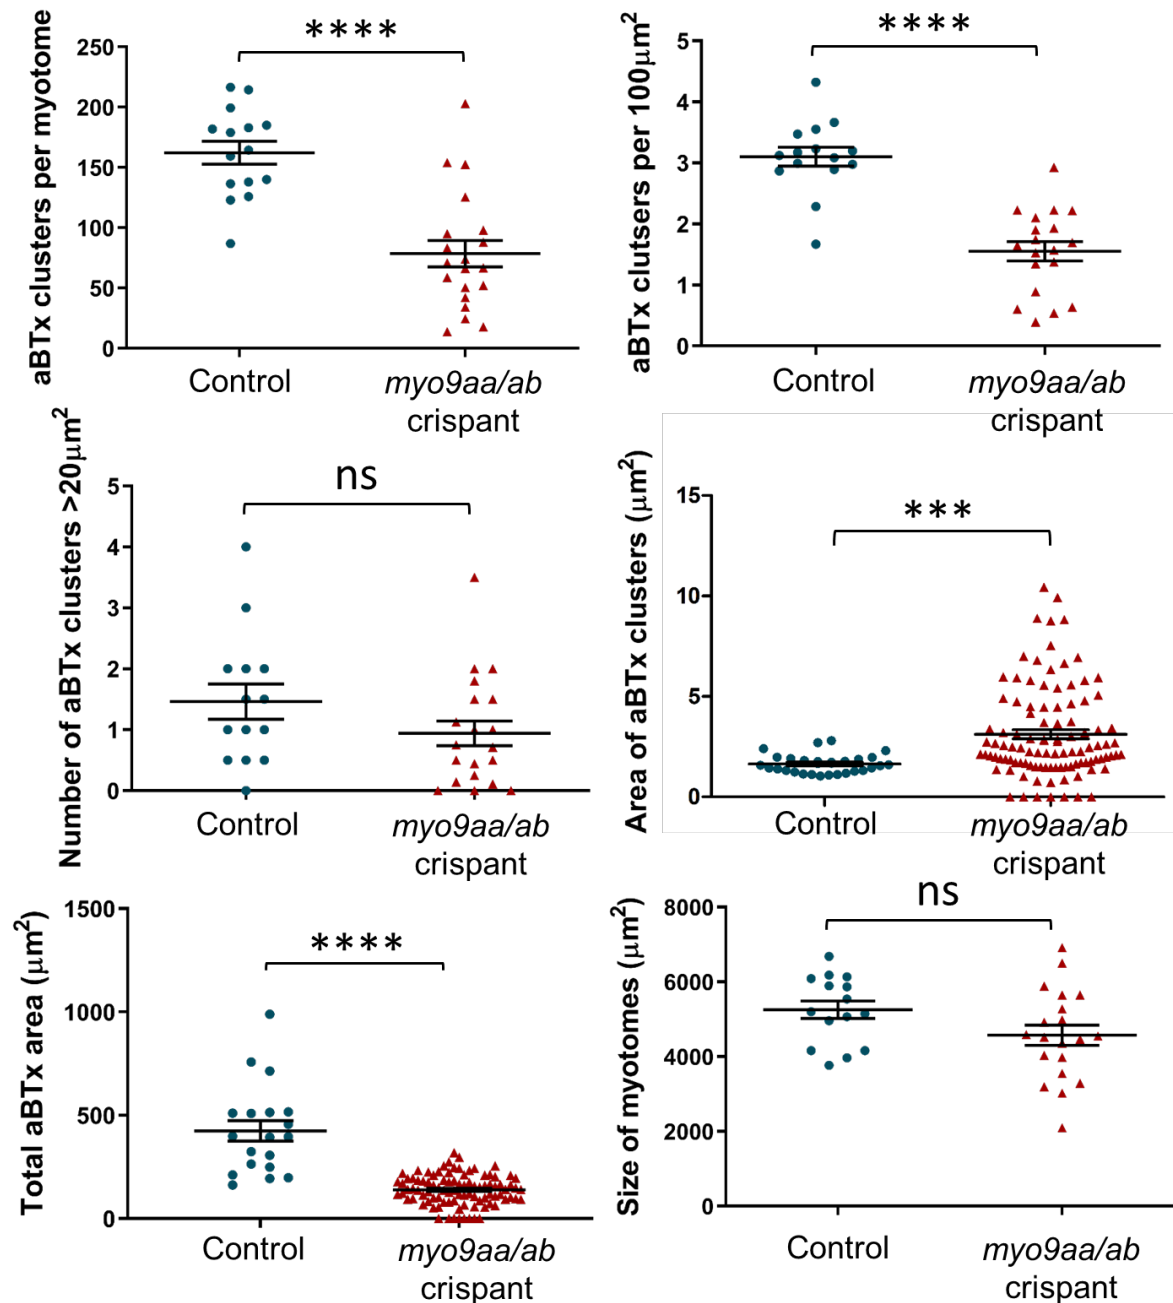 aBTx clusters per myotome
250
200
150
100
50
0
****
Control
myo9aa/ab
crispant
aBTx clutsers per 100μm²
5
4
3
2
1
0
****
Control
myo9aa/ab
crispant
Number of aBTx clusters >20μm²
5
4
3
2
1
0
ns
Control
myo9aa/ab
crispant
Area of aBTx clusters (μm²)
15
10
5
0
***
Control
myo9aa/ab
crispant
Total aBTx area (μm²)
1500
1000
500
0
****
Control
myo9aa/ab
crispant
Size of myotomes (μm²)
8000
6000
4000
2000
0
ns
Control
myo9aa/ab
crispant